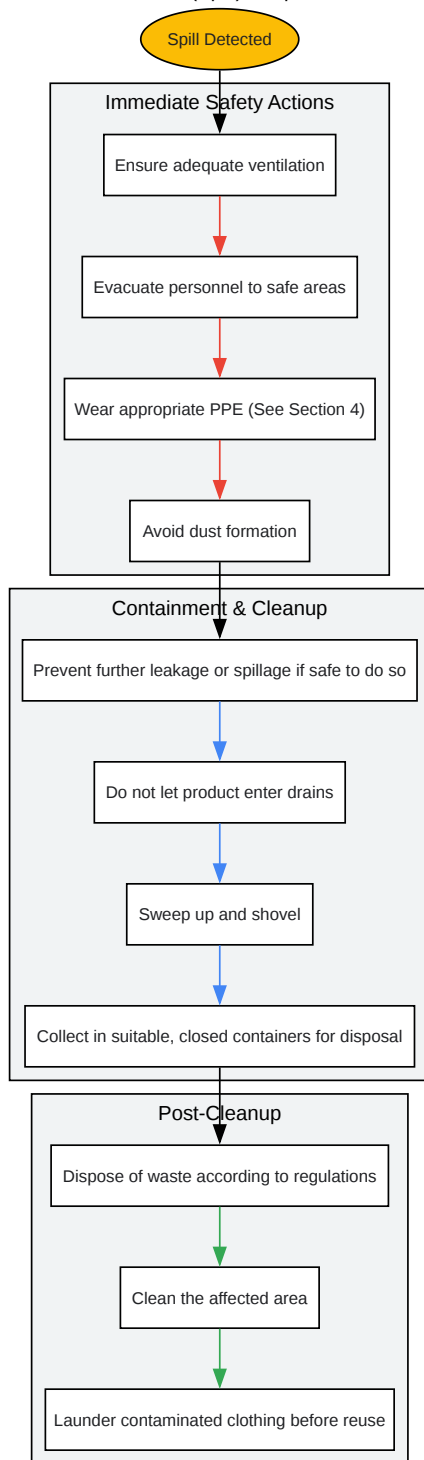 Spill Detected
Immediate Safety Actions
Ensure adequate ventilation
Evacuate personnel to safe areas
Wear appropriate PPE (See Section 4)
Avoid dust formation
Containment & Cleanup
Prevent further leakage or spillage if safe to do so
Do not let product enter drains
Sweep up and shovel
Collect in suitable, closed containers for disposal
Post-Cleanup
Dispose of waste according to regulations
Clean the affected area
Launder contaminated clothing before reuse